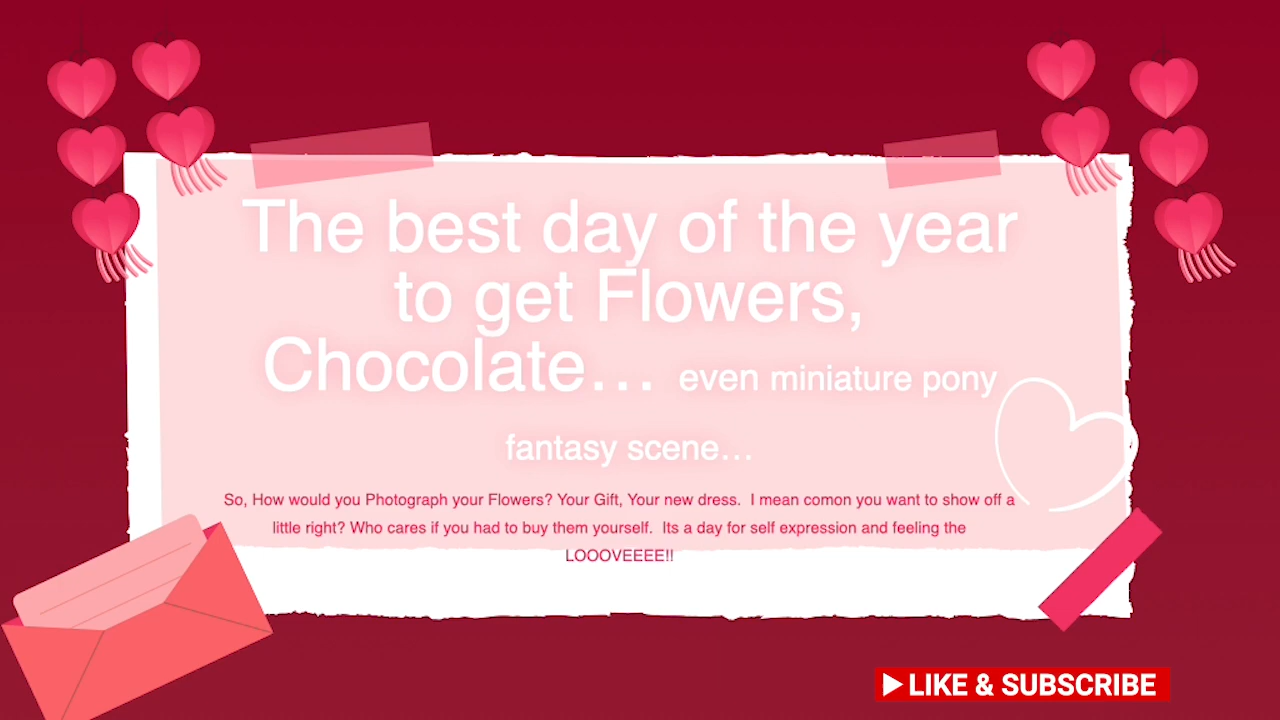 The best day of the year
to get Flowers,
Chocolate... even miniature pony
fantasy scene...
So, How would you Photograph your Flowers? Your Gift, Your new dress.  I mean comon you want to show off a
little right? Who cares if you had to buy them yourself.  Its a day for self expression and feeling the
LOOOVEEEE!!
LIKE & SUBSCRIBE